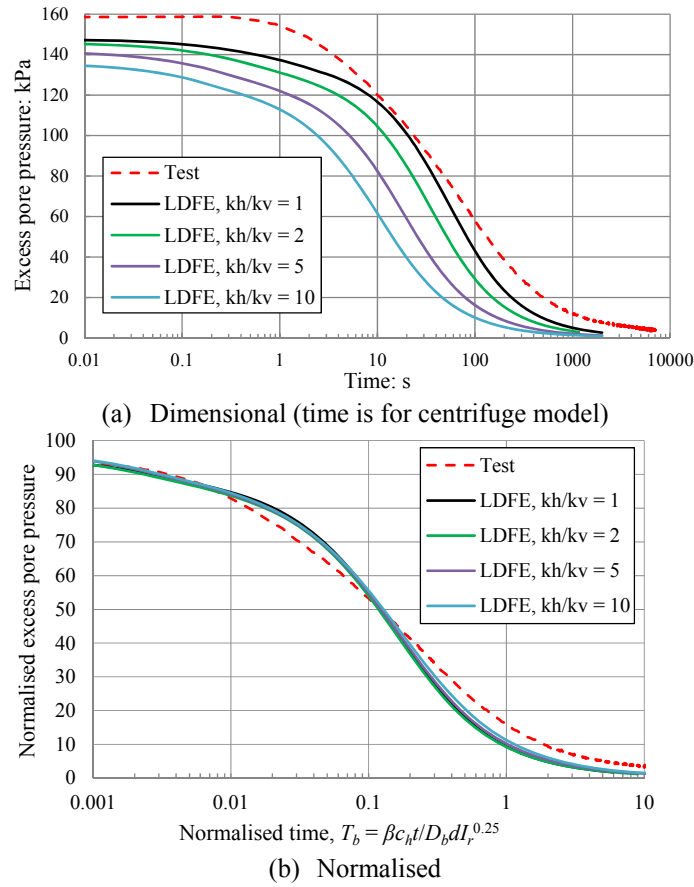 160
140
120
100
80
60
40
20
0
Excess pore pressure: kPa
Test
LDFE, kh/kv = 1
LDFE, kh/kv = 2
LDFE, kh/kv = 5
LDFE, kh/kv = 10
0.01 0.1 1 10 100 1000 10000
Time: s
(a) Dimensional (time is for centrifuge model)
100
90
80
70
60
50
40
30
20
10
0
Normalised excess pore pressure
Test
LDFE, kh/kv = 1
LDFE, kh/kv = 2
LDFE, kh/kv = 5
LDFE, kh/kv = 10
0.001 0.01 0.1 1 10
Normalised time, T_b = βc_ht/D_bdI_r^0.25
(b) Normalised